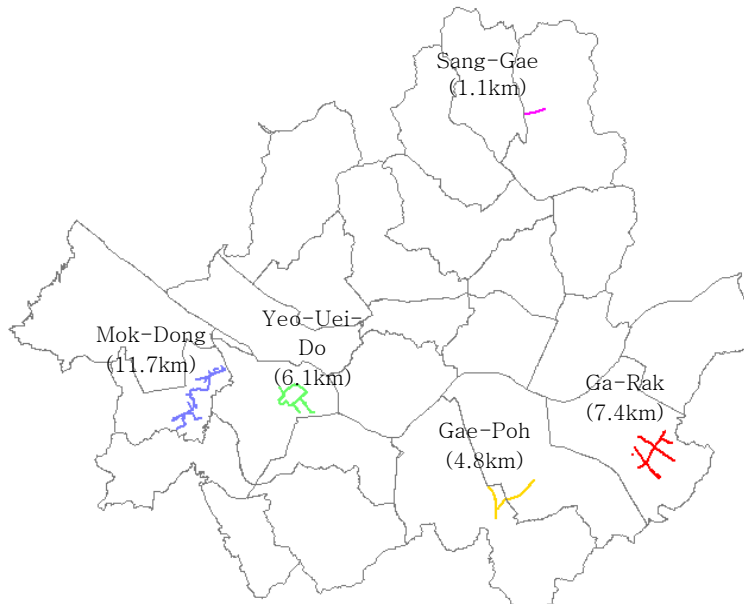 Sang-Gae
(1.1km)
Mok-Dong
(11.7km)
Yeo-Uei-
Do
(6.1km)
Ga-Rak
(7.4km)
Gae-Poh
(4.8km)